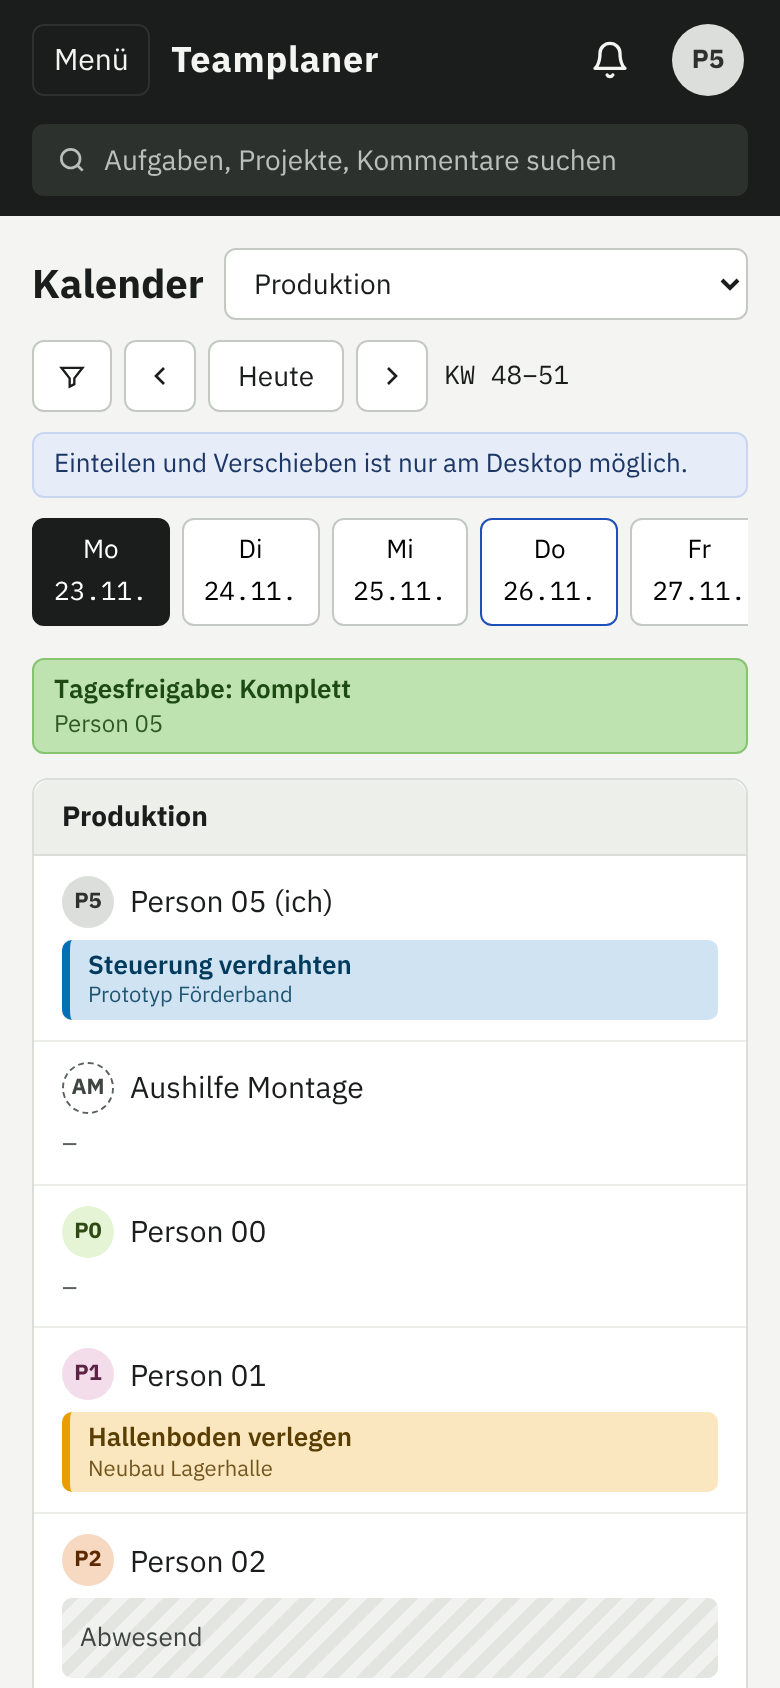 Menü
Teamplaner
P5
Aufgaben, Projekte, Kommentare suchen
Kalender
Produktion
Heute
KW 48–51
Einteilen und Verschieben ist nur am Desktop möglich.
Mo
23.11.
Di
24.11.
Mi
25.11.
Do
26.11.
Fr
27.11.
Tagesfreigabe: Komplett
Person 05
Produktion
P5
Person 05 (ich)
Steuerung verdrahten
Prototyp Förderband
AM
Aushilfe Montage
–
P0
Person 00
–
P1
Person 01
Hallenboden verlegen
Neubau Lagerhalle
P2
Person 02
Abwesend